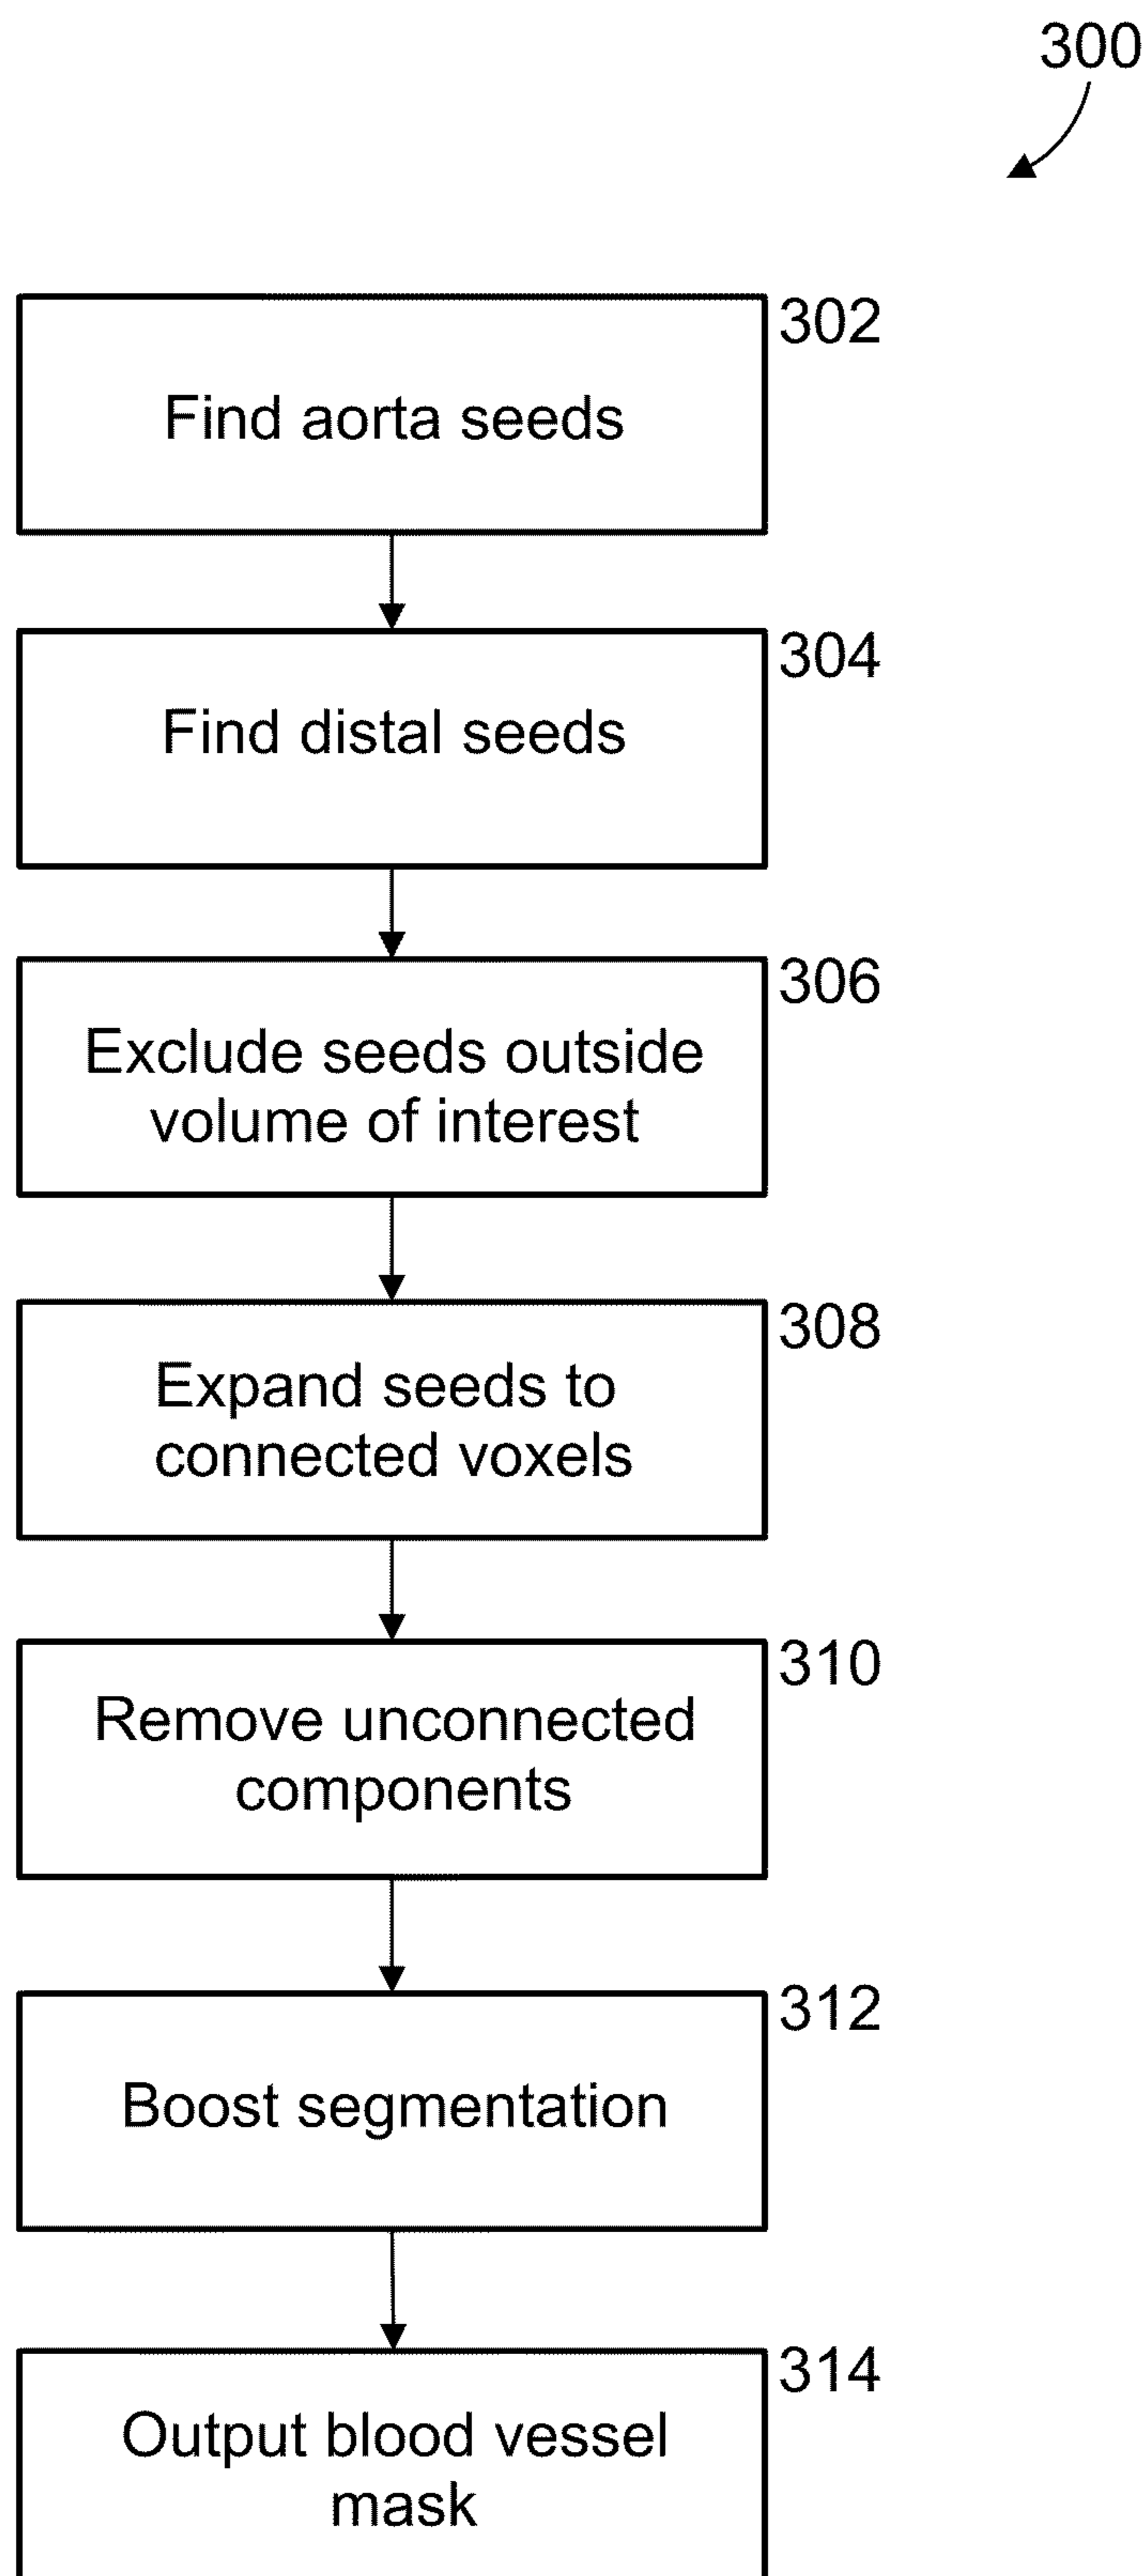 300
302
Find aorta seeds
304
Find distal seeds
306
Exclude seeds outside
volume of interest
308
Expand seeds to
connected voxels
310
Remove unconnected
components
312
Boost segmentation
314
Output blood vessel
mask